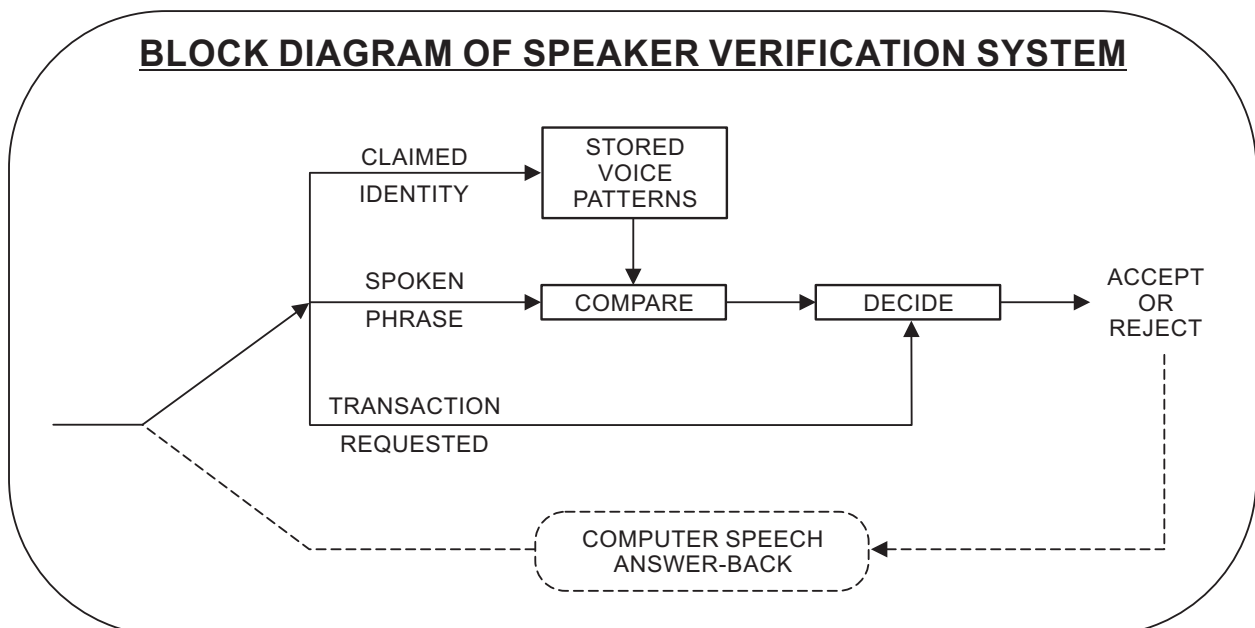 BLOCK DIAGRAM OF SPEAKER VERIFICATION SYSTEM
CLAIMED
IDENTITY
STORED
VOICE
PATTERNS
SPOKEN
PHRASE
COMPARE
DECIDE
ACCEPT
OR
REJECT
TRANSACTION
REQUESTED
COMPUTER SPEECH
ANSWER-BACK